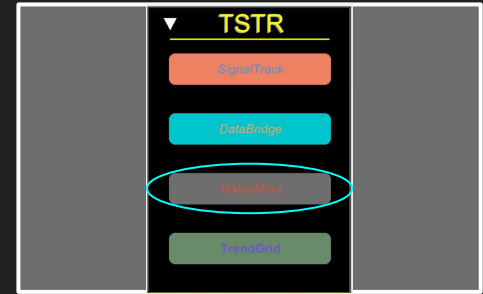 TSTR
SignalTrack
DataBridge
HabloMind
TrendGrid